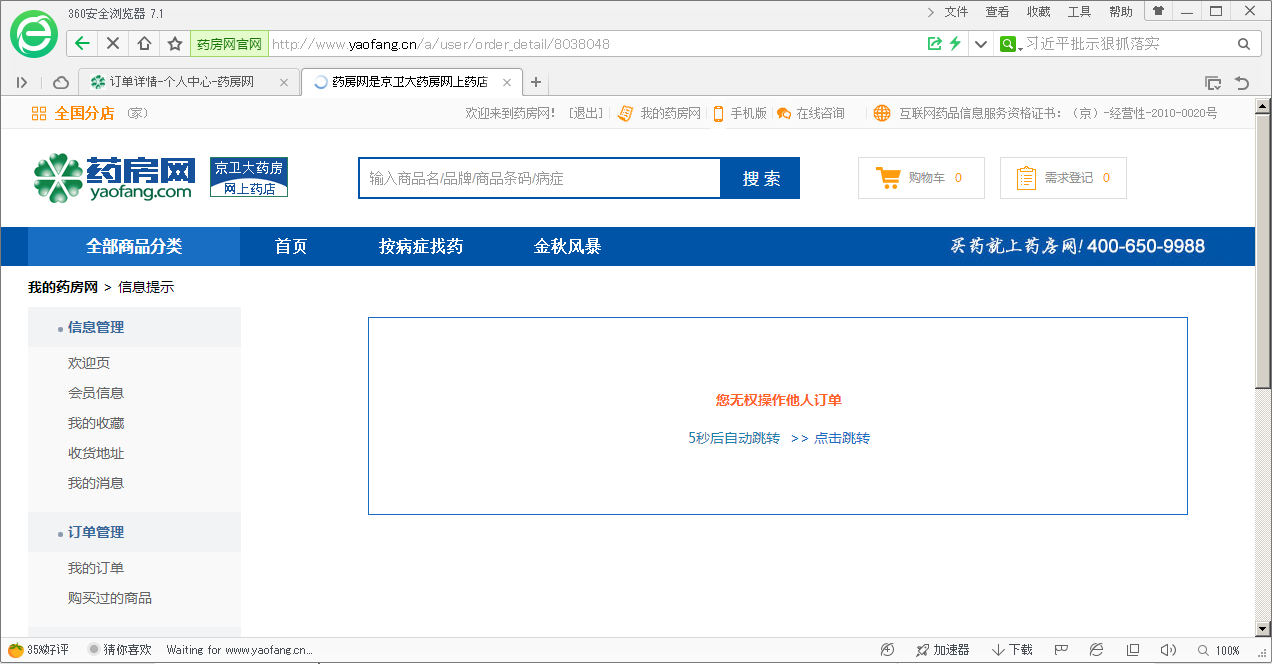 360安全浏览器 7.1
文件 查看 收藏 工具 帮助
药房网官网 http://www.yaofang.cn/a/user/order_detail/8038048 习近平批示狠抓落实
订单详情-个人中心-药房网 药房网是京卫大药房网上药店
全国分店 (家) 欢迎来到药房网! [退出] 我的药房网 手机版 在线咨询 互联网药品信息服务资格证书:(京)-经营性-2010-0020号
药房网 yaofang.com
京卫大药房
网上药店
输入商品名/品牌/商品条码/病症 搜 索
购物车 0
需求登记 0
全部商品分类 首页 按病症找药 金秋风暴 买药就上药房网! 400-650-9988
我的药房网 > 信息提示
信息管理
欢迎页
会员信息
我的收藏
收货地址
我的消息
订单管理
我的订单
购买过的商品
您无权操作他人订单
5秒后自动跳转 >> 点击跳转
35%好评 猜你喜欢 Waiting for www.yaofang.cn... 加速器 下载 100%